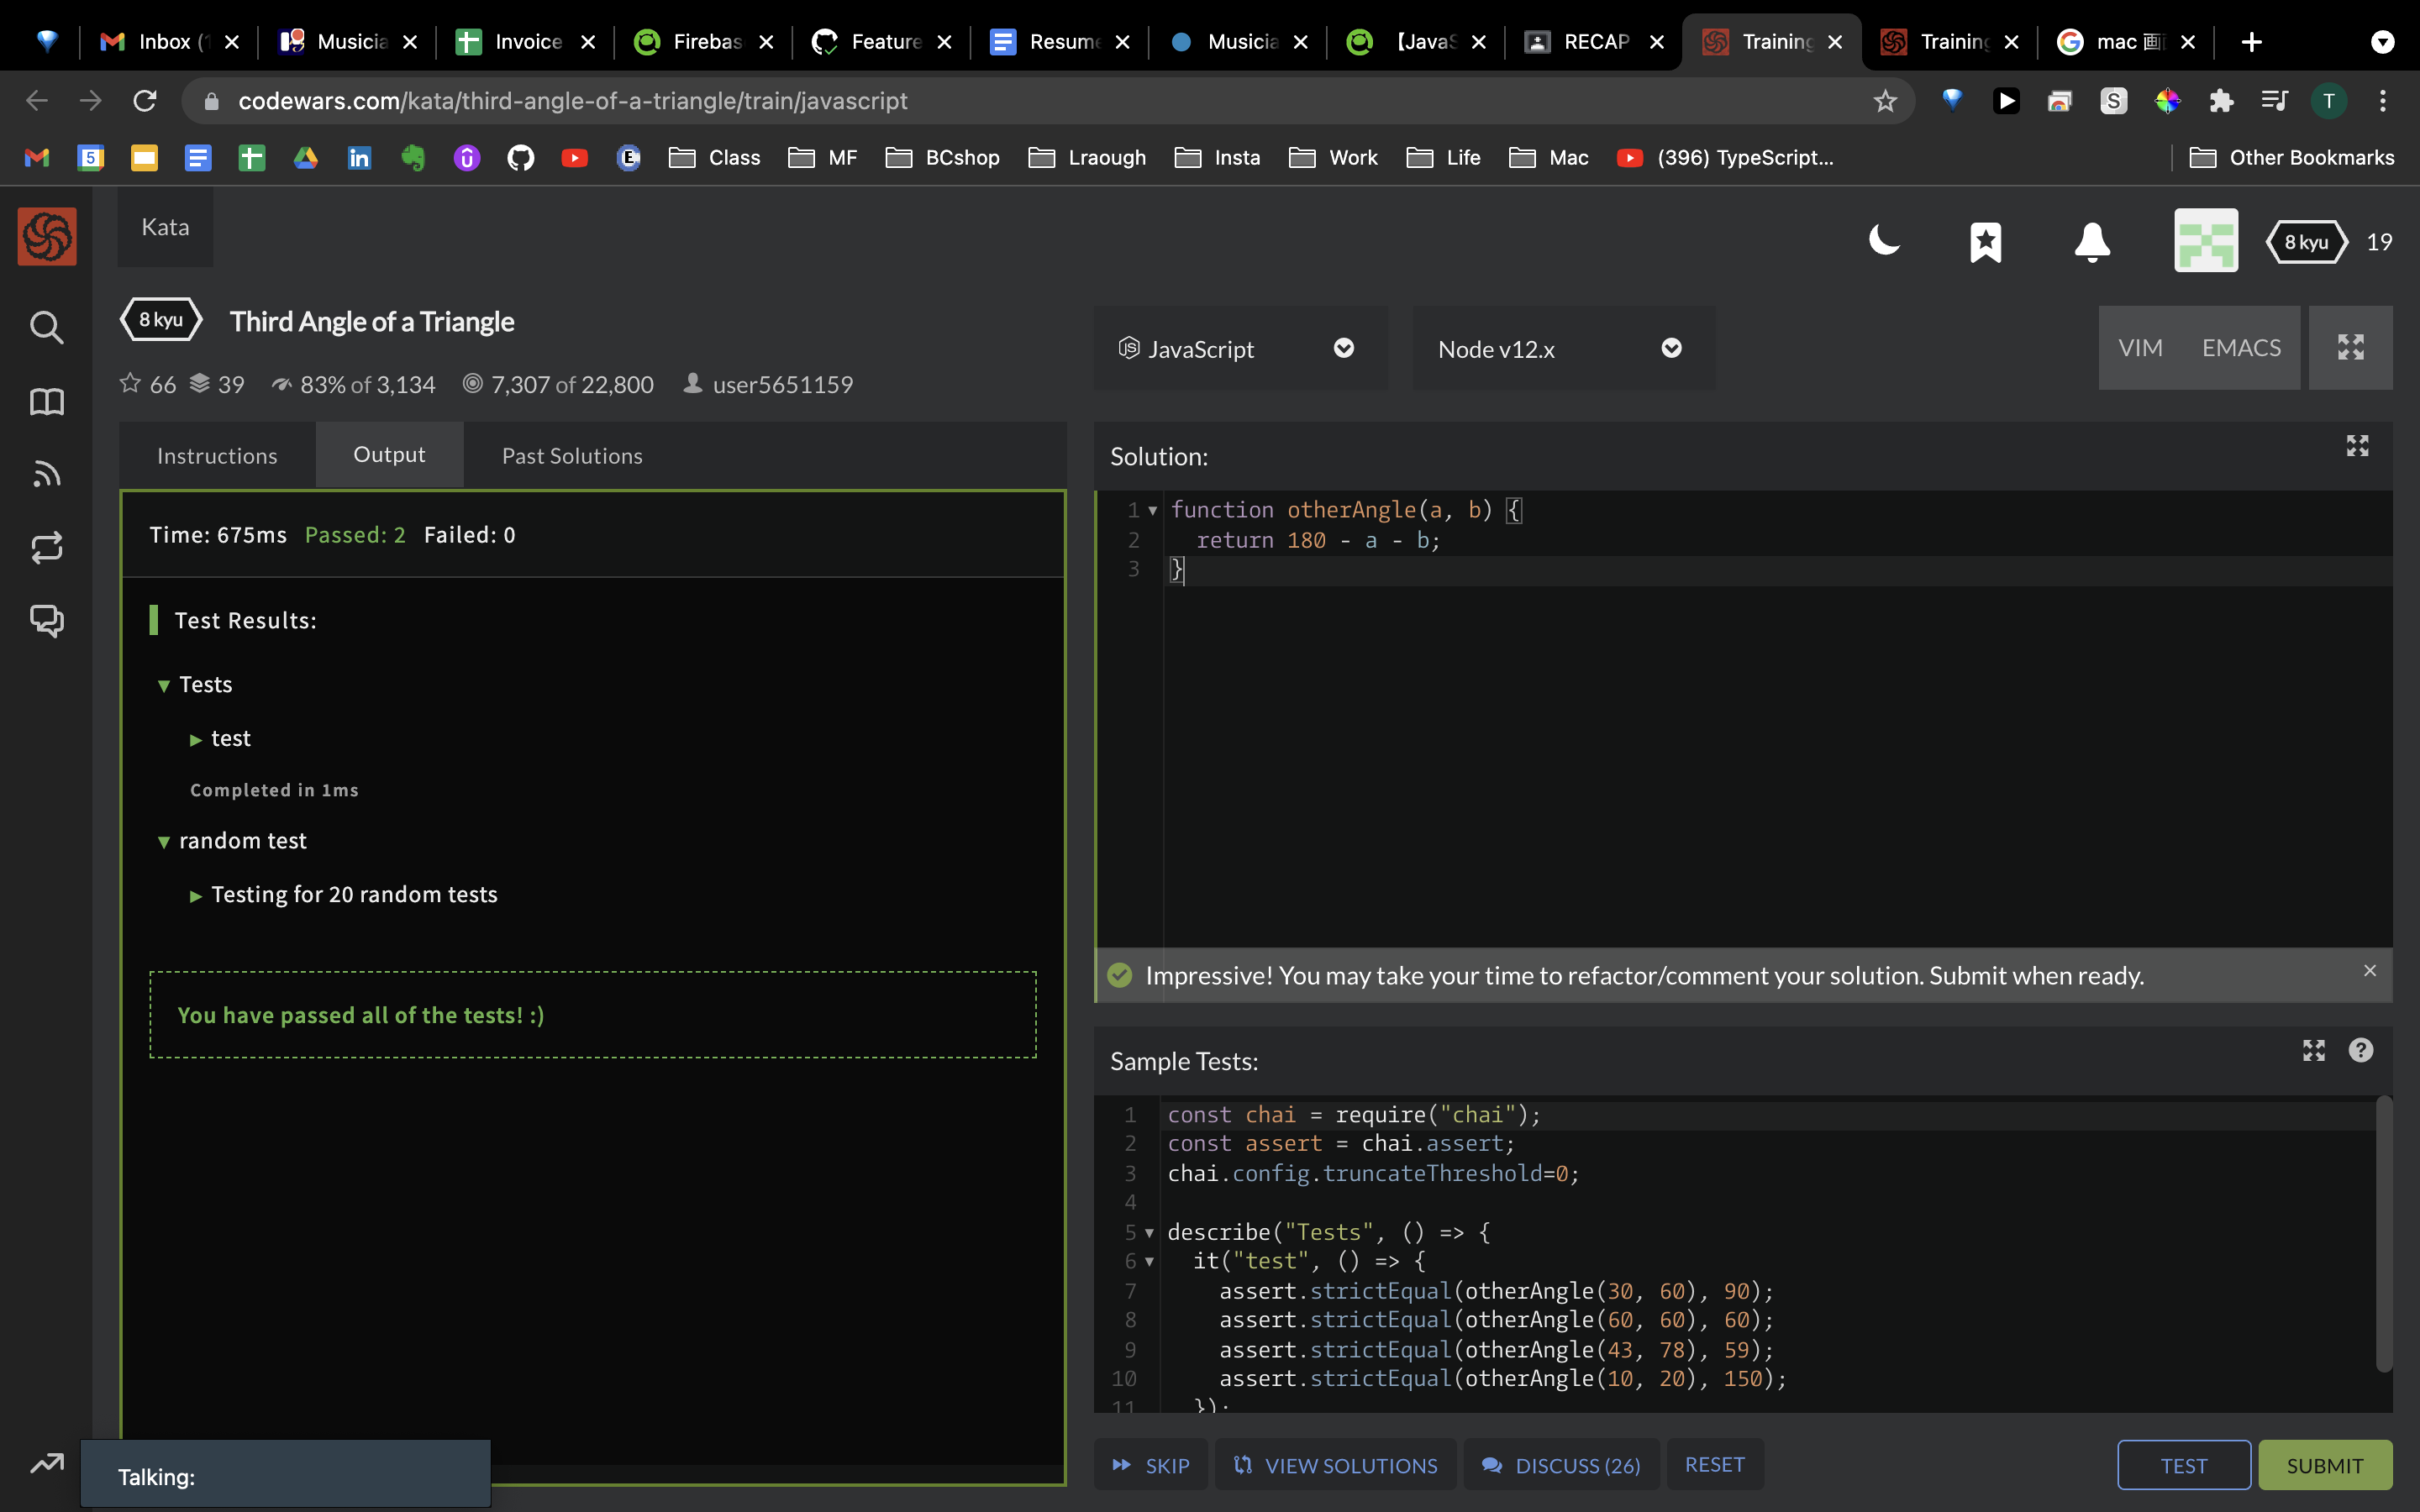 Inbox (1
Musicia
Invoice
Firebas
Feature
Resume
Musicia
【JavaS
RECAP
Training
Training
mac 画
codewars.com/kata/third-angle-of-a-triangle/train/javascript
S
T
5
Class
MF
BCshop
Lraough
Insta
Work
Life
Mac
(396) TypeScript...
Other Bookmarks
Kata
8 kyu
19
8 kyu
Third Angle of a Triangle
66 39 83% of 3,134 7,307 of 22,800 user5651159
JavaScript
Node v12.x
VIM
EMACS
Instructions
Output
Past Solutions
Time: 675ms Passed: 2 Failed: 0
Test Results:
Tests
test
Completed in 1ms
random test
Testing for 20 random tests
You have passed all of the tests! :)
Talking:
Solution:
1 function otherAngle(a, b) {
2 return 180 - a - b;
3 }
Impressive! You may take your time to refactor/comment your solution. Submit when ready.
Sample Tests:
1 const chai = require("chai");
2 const assert = chai.assert;
3 chai.config.truncateThreshold=0;
4
5 describe("Tests", () => {
6 it("test", () => {
7 assert.strictEqual(otherAngle(30, 60), 90);
8 assert.strictEqual(otherAngle(60, 60), 60);
9 assert.strictEqual(otherAngle(43, 78), 59);
10 assert.strictEqual(otherAngle(10, 20), 150);
11 });
SKIP
VIEW SOLUTIONS
DISCUSS (26)
RESET
TEST
SUBMIT